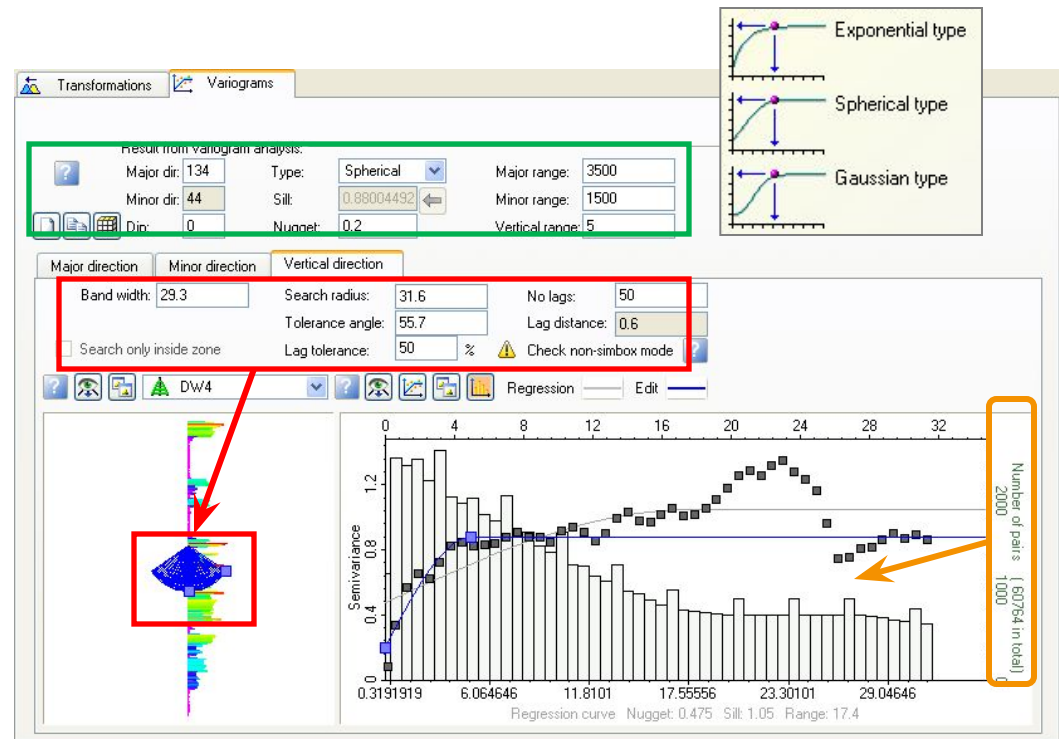 Exponential type
Spherical type
Gaussian type
Transformations Variograms
Result from variogram analysis:
Major dir: 134 Type: Spherical Major range: 3500
Minor dir: 44 Sill: 0.88004492 Minor range: 1500
Dip: 0 Nugget: 0.2 Vertical range: 5
Major direction Minor direction Vertical direction
Band width: 29.3 Search radius: 31.6 No lags: 50
Tolerance angle: 55.7 Lag distance: 0.6
Search only inside zone Lag tolerance: 50 % Check non-simbox mode ?
? DW4 ? Regression Edit
0 4 8 12 16 20 24 28 32
Semivariance
0 0.4 0.8 1.2
Number of pairs ( 60764 in total)
2000 1000 0
0.3191919 6.064646 11.8101 17.55556 23.30101 29.04646
Regression curve Nugget: 0.475 Sill: 1.05 Range: 17.4